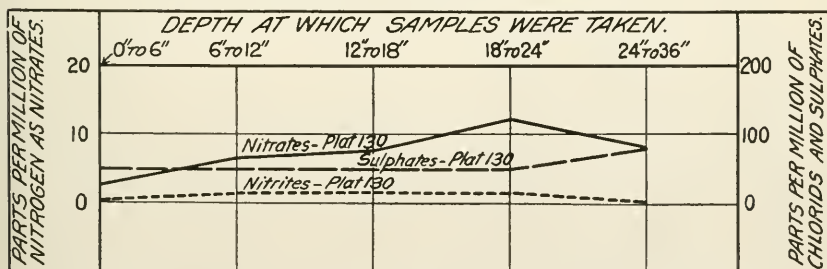 DEPTH AT WHICH SAMPLES WERE TAKEN.
0" TO 6" 6" TO 12" 12" TO 18" 18" TO 24" 24" TO 36"
PARTS PER MILLION OF
NITROGEN AS NITRATES.
20 200
10 100
0 0
Nitrates-Plat 130
Sulphates-Plat 130
Nitrites-Plat 130
PARTS PER MILLION OF
CHLORIDS AND SULPHATES.